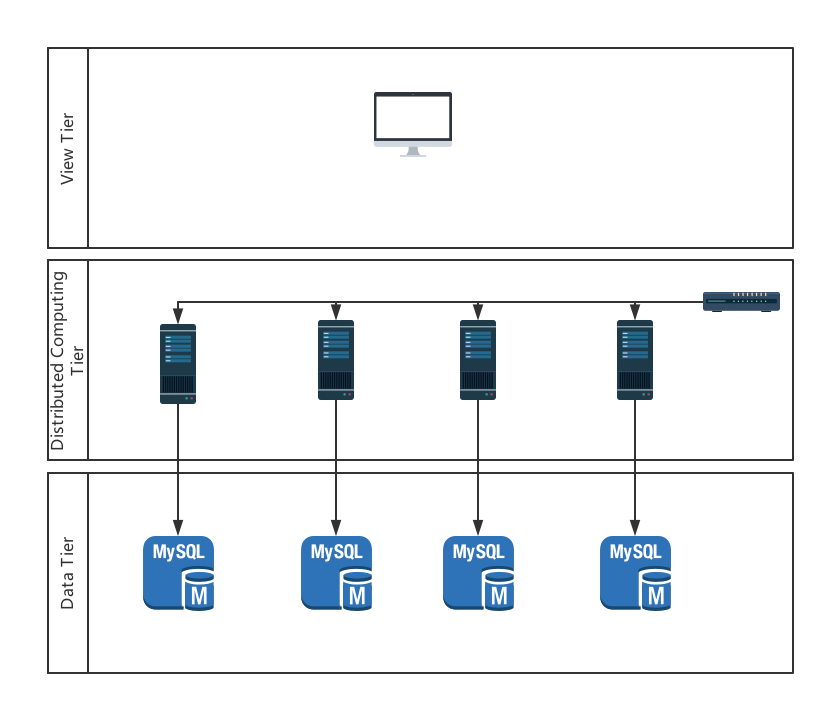 View Tier
Distributed Computing
Tier
Data Tier
MySQL
M
MySQL
M
MySQL
M
MySQL
M